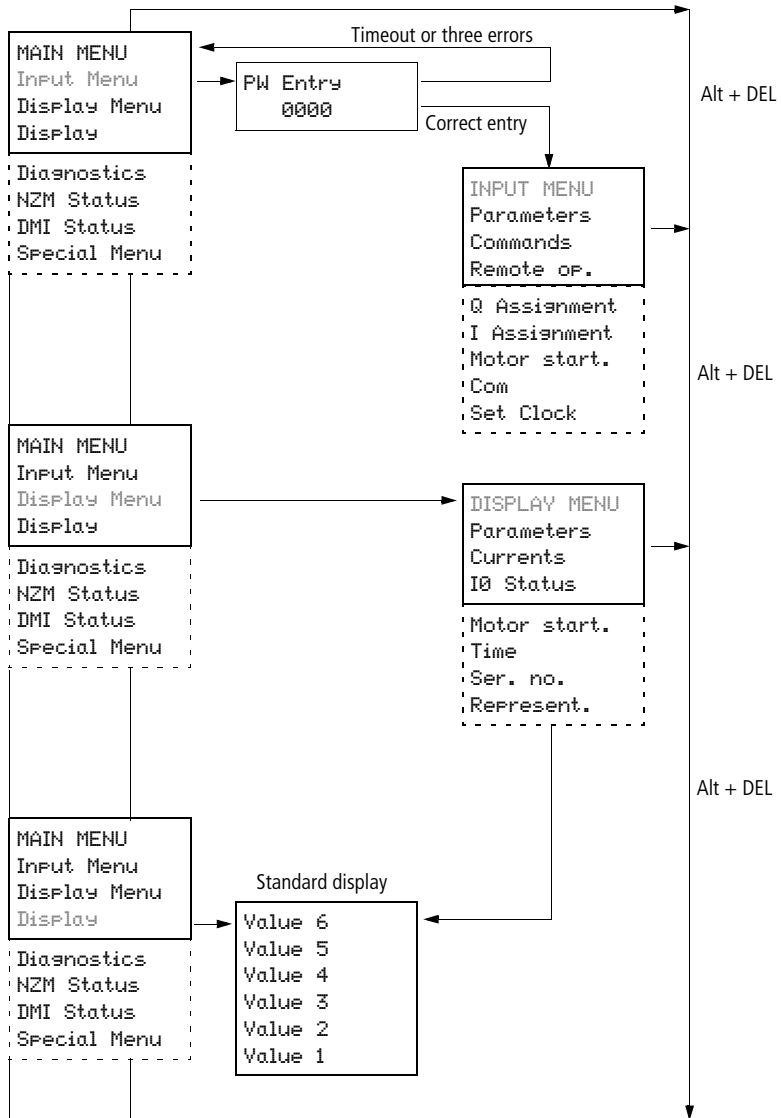 Timeout or three errors
MAIN MENU
Input Menu
Display Menu
Display
Diagnostics
NZM Status
DMI Status
Special Menu
PW Entry
0000
Correct entry
Alt + DEL
INPUT MENU
Parameters
Commands
Remote op.
Q Assignment
I Assignment
Motor start.
Com
Set Clock
Alt + DEL
MAIN MENU
Input Menu
Display Menu
Display
Diagnostics
NZM Status
DMI Status
Special Menu
DISPLAY MENU
Parameters
Currents
IO Status
Motor start.
Time
Ser. no.
Represent.
Alt + DEL
MAIN MENU
Input Menu
Display Menu
Display
Diagnostics
NZM Status
DMI Status
Special Menu
Standard display
Value 6
Value 5
Value 4
Value 3
Value 2
Value 1